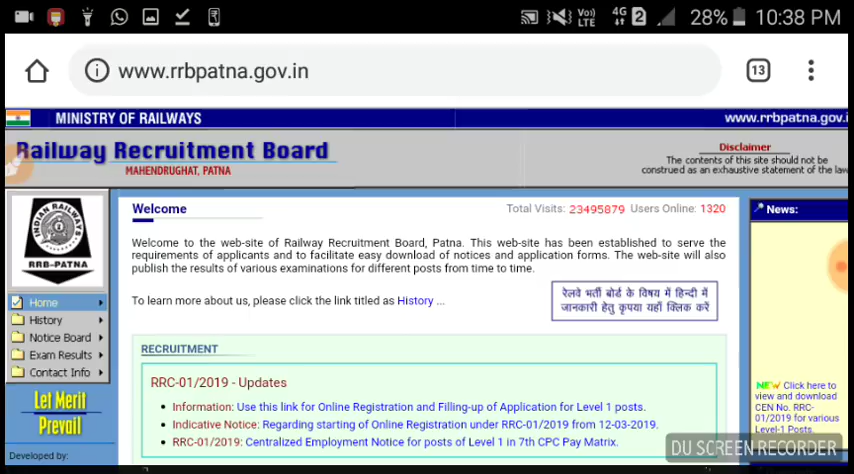 Vo)) LTE 4G 2 28% 10:38 PM
www.rrbpatna.gov.in 13
MINISTRY OF RAILWAYS www.rrbpatna.gov.i
Railway Recruitment Board
MAHENDRUGHAT, PATNA
Disclaimer
The contents of this site should not be
construed as an exhaustive statement of the law
INDIAN RAILWAYS
RRB-PATNA
Home
History
Notice Board
Exam Results
Contact Info
Let Merit
Prevail
Developed by:
Welcome Total Visits: 23495879 Users Online: 1320
Welcome to the web-site of Railway Recruitment Board, Patna. This web-site has been established to serve the
requirements of applicants and to facilitate easy download of notices and application forms. The web-site will also
publish the results of various examinations for different posts from time to time.
To learn more about us, please click the link titled as History ...
रेलवे भर्ती बोर्ड के विषय में हिन्दी में
जानकारी हेतु कृपया यहाँ क्लिक करें
RECRUITMENT
RRC-01/2019 - Updates
Information: Use this link for Online Registration and Filling-up of Application for Level 1 posts.
Indicative Notice: Regarding starting of Online Registration under RRC-01/2019 from 12-03-2019.
RRC-01/2019: Centralized Employment Notice for posts of Level 1 in 7th CPC Pay Matrix.
News:
NEW Click here to
view and download
CEN No. RRC-
01/2019 for various
Level-1 Posts.
DU SCREEN RECORDER